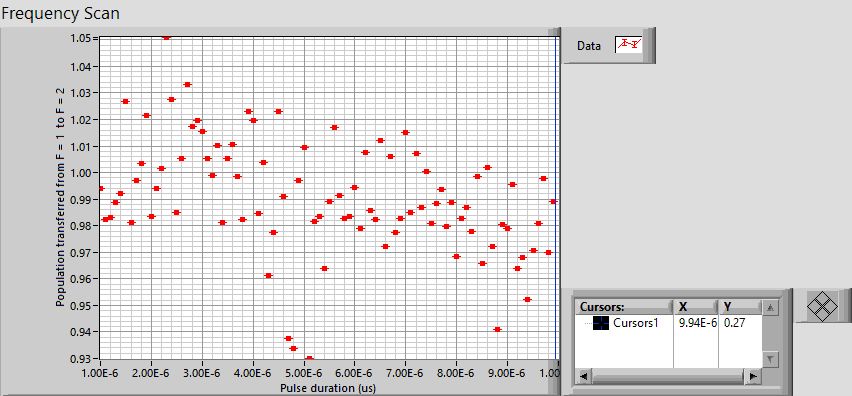 Frequency Scan
Data
Population transferred from F = 1 to F = 2
1.05
1.04
1.03
1.02
1.01
1.00
0.99
0.98
0.97
0.96
0.95
0.94
0.93
1.00E-6 2.00E-6 3.00E-6 4.00E-6 5.00E-6 6.00E-6 7.00E-6 8.00E-6 9.00E-6 1.00
Pulse duration (us)
Cursors: X Y
Cursors1 9.94E-6 0.27